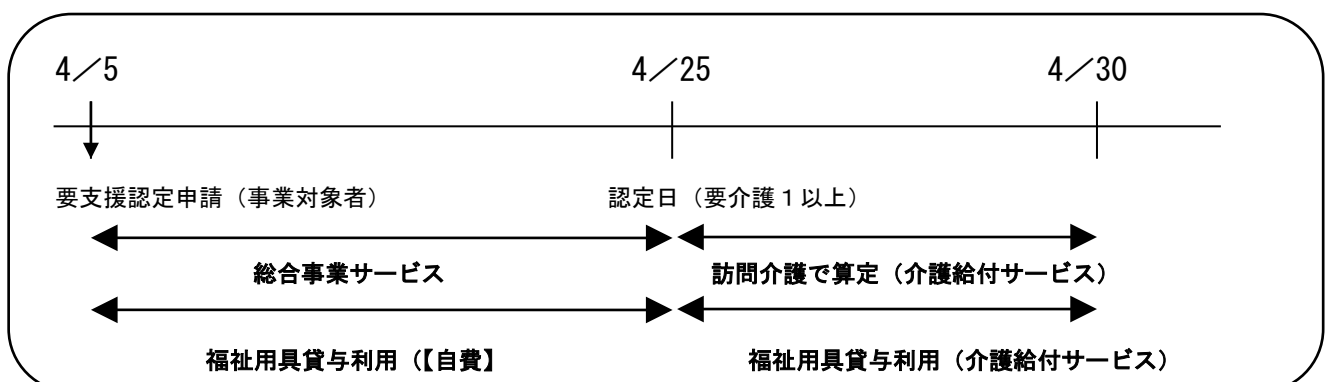 4／5 4／25 4／30
要支援認定申請（事業対象者） 認定日（要介護１以上）
総合事業サービス 訪問介護で算定（介護給付サービス）
福祉用具貸与利用（【自費】 福祉用具貸与利用（介護給付サービス）